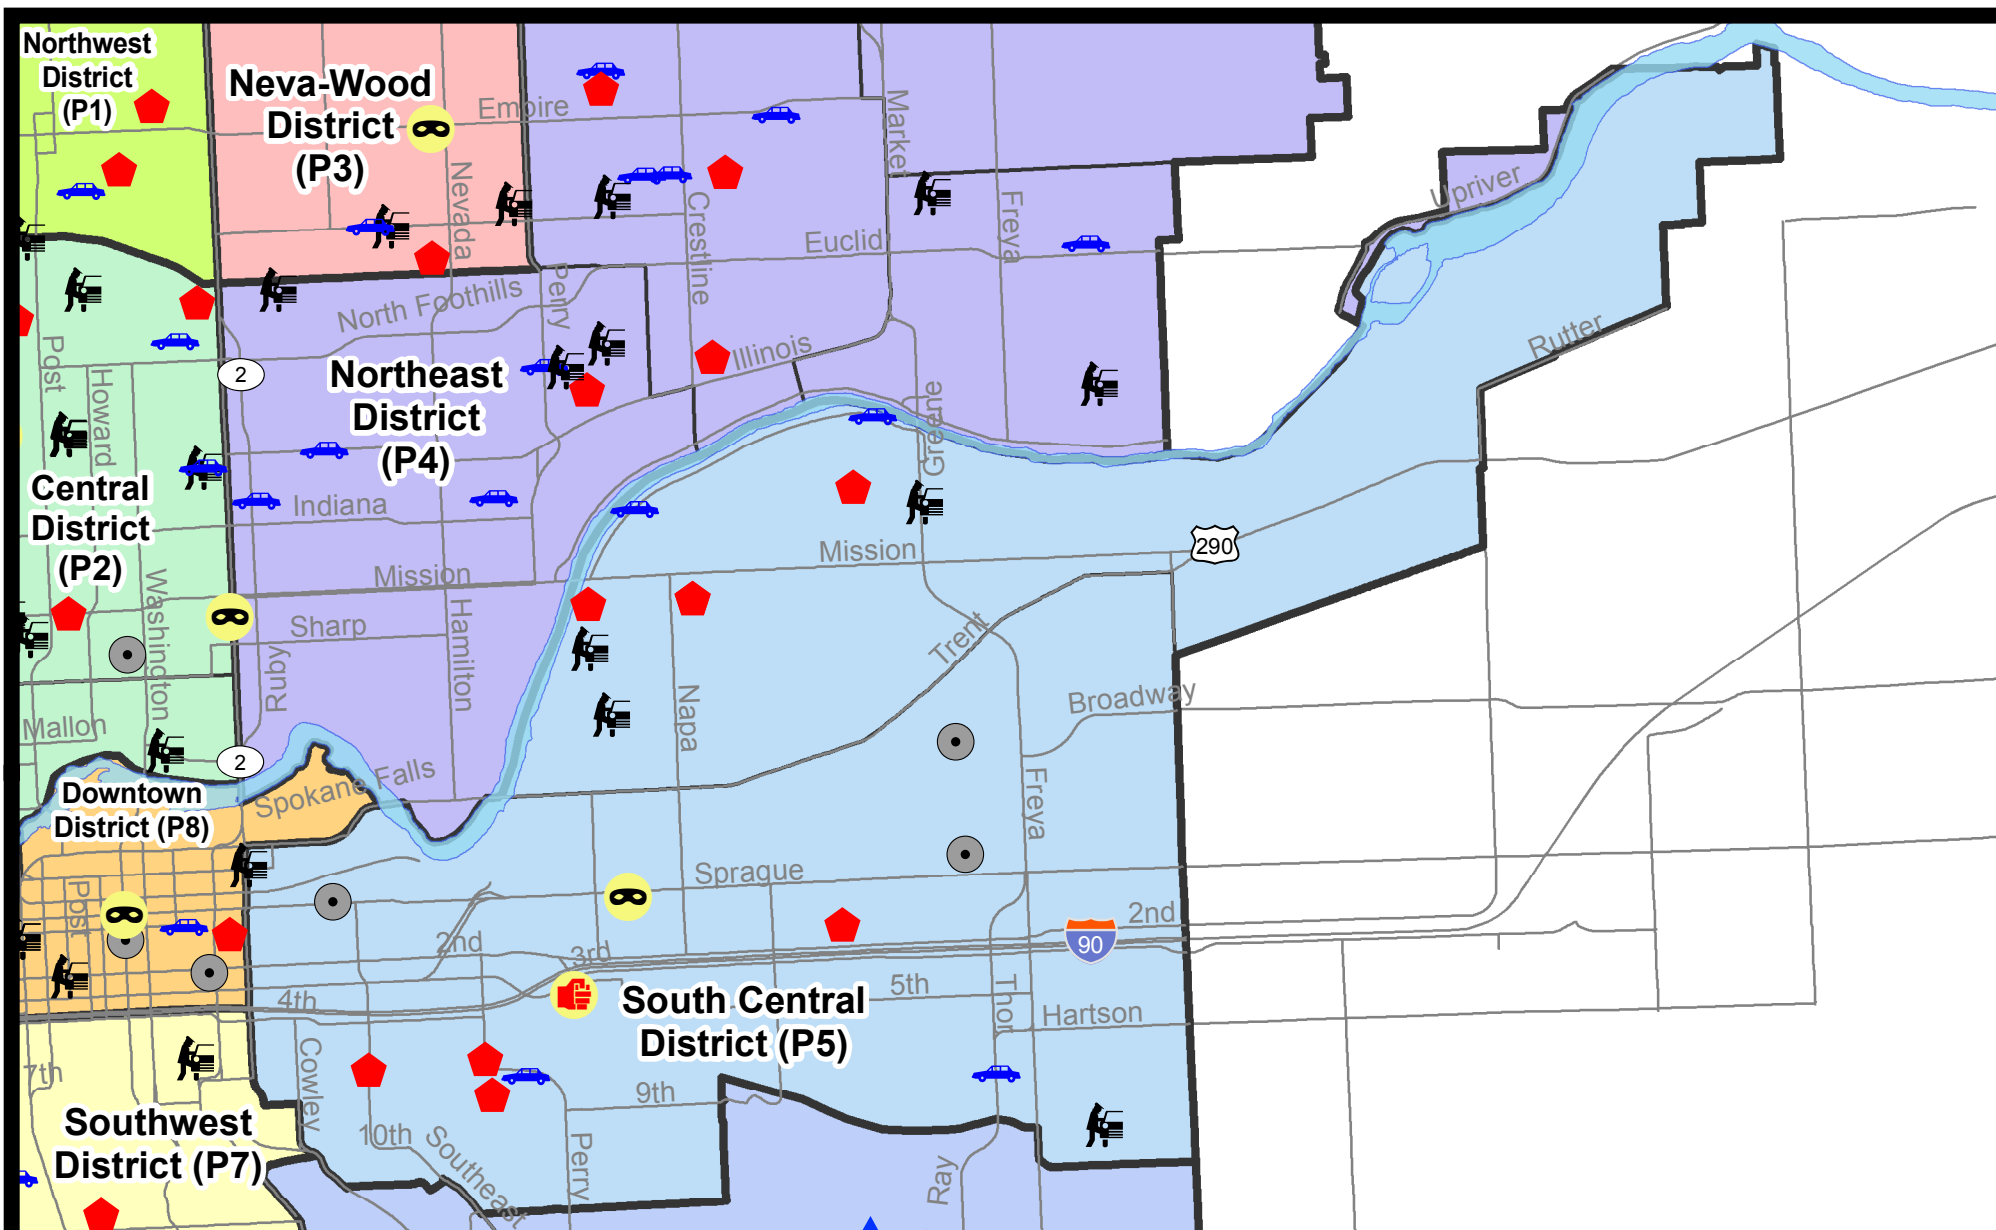 Northwest
District
(P1)
Neva-Wood
District
(P3)
Empire
Market
Nevada
Crestline
Freya
Upriver
Euclid
Perry
North Foothills
Illinois
Rutter
Post
Howard
2
Northeast
District
(P4)
Greene
Central
District
(P2)
Indiana
Mission
290
Mission
Washington
Sharp
Hamilton
Ruby
Trent
Napa
Broadway
Mallon
2
Spokane Falls
Downtown
District (P8)
Freya
Sprague
Post
2nd
2nd
90
3rd
4th
5th
South Central
District (P5)
Thor
Hartson
7th
Cowley
9th
Southwest
District (P7)
10th
Southeast
Perry
Ray